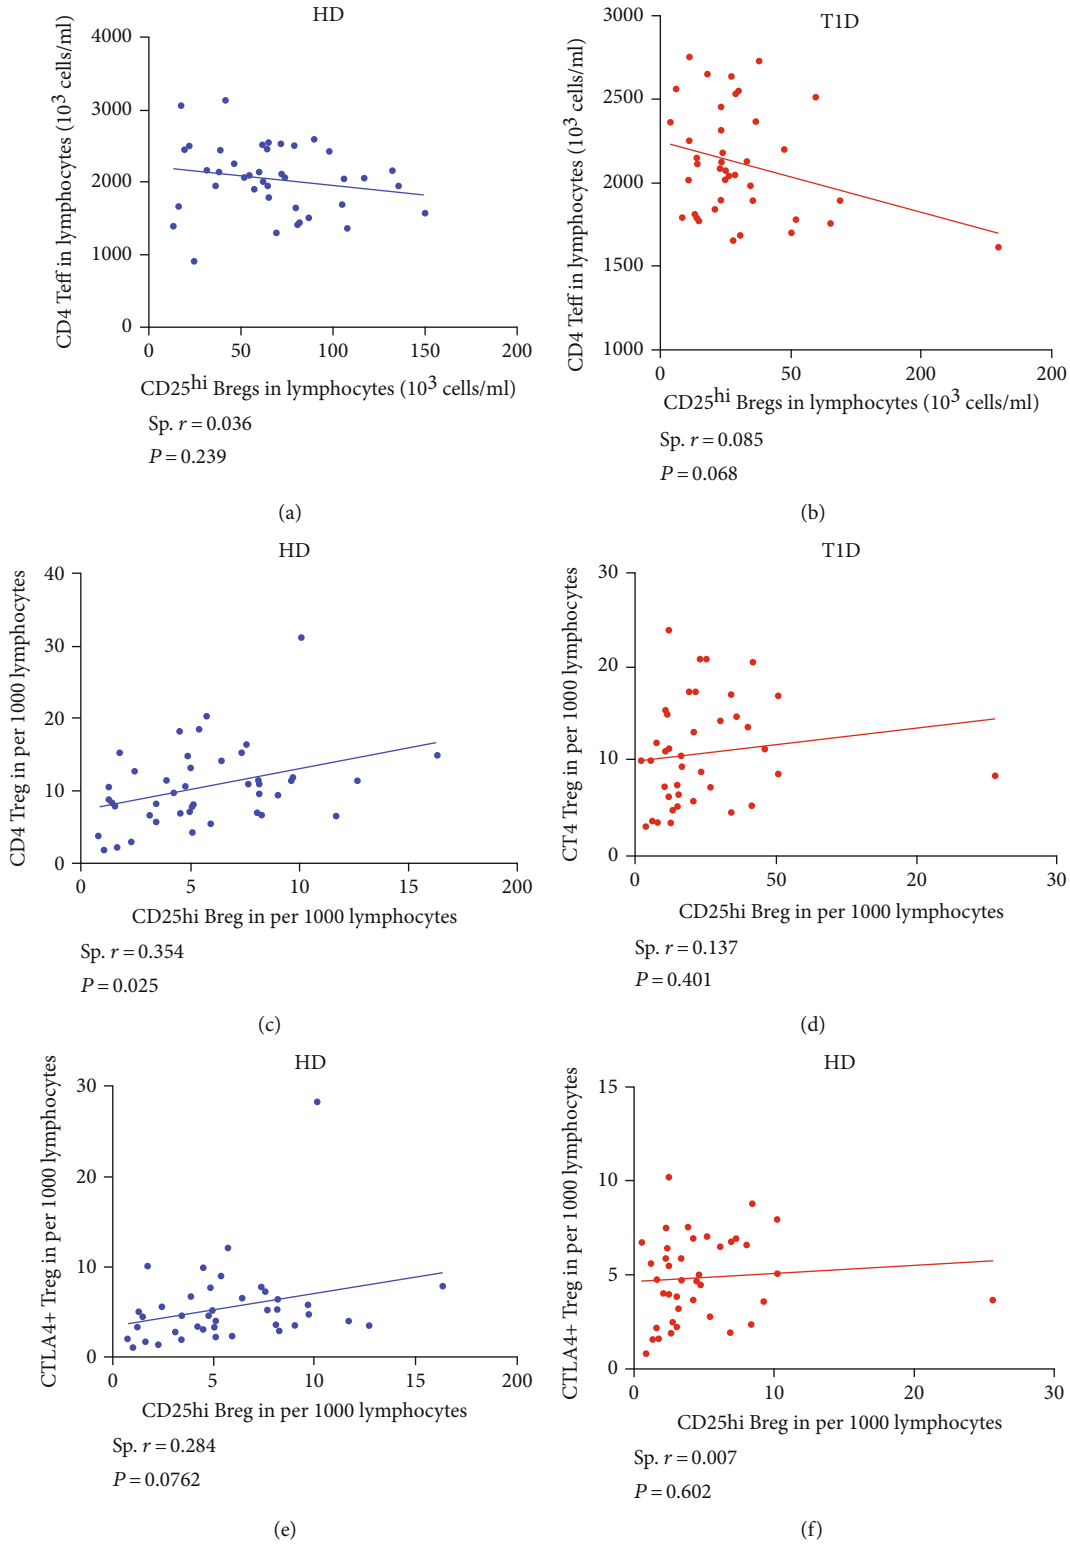 HD
CD4 Teff in lymphocytes (10³ cells/ml)
4000
3000
2000
1000
0
0 50 100 150 200
CD25ʰⁱ Bregs in lymphocytes (10³ cells/ml)
Sp. r = 0.036
P = 0.239
(a)
T1D
CD4 Teff in lymphocytes (10³ cells/ml)
3000
2500
2000
1500
1000
0 50 200 200
CD25ʰⁱ Bregs in lymphocytes (10³ cells/ml)
Sp. r = 0.085
P = 0.068
(b)
HD
CD4 Treg in per 1000 lymphocytes
40
30
20
10
0
0 5 10 15 200
CD25hi Breg in per 1000 lymphocytes
Sp. r = 0.354
P = 0.025
(c)
T1D
CT4 Treg in per 1000 lymphocytes
30
20
10
0
0 50 20 30
CD25hi Breg in per 1000 lymphocytes
Sp. r = 0.137
P = 0.401
(d)
HD
CTLA4+ Treg in per 1000 lymphocytes
30
20
10
0
0 5 10 15 200
CD25hi Breg in per 1000 lymphocytes
Sp. r = 0.284
P = 0.0762
(e)
HD
CTLA4+ Treg in per 1000 lymphocytes
15
10
5
0
0 10 20 30
CD25hi Breg in per 1000 lymphocytes
Sp. r = 0.007
P = 0.602
(f)